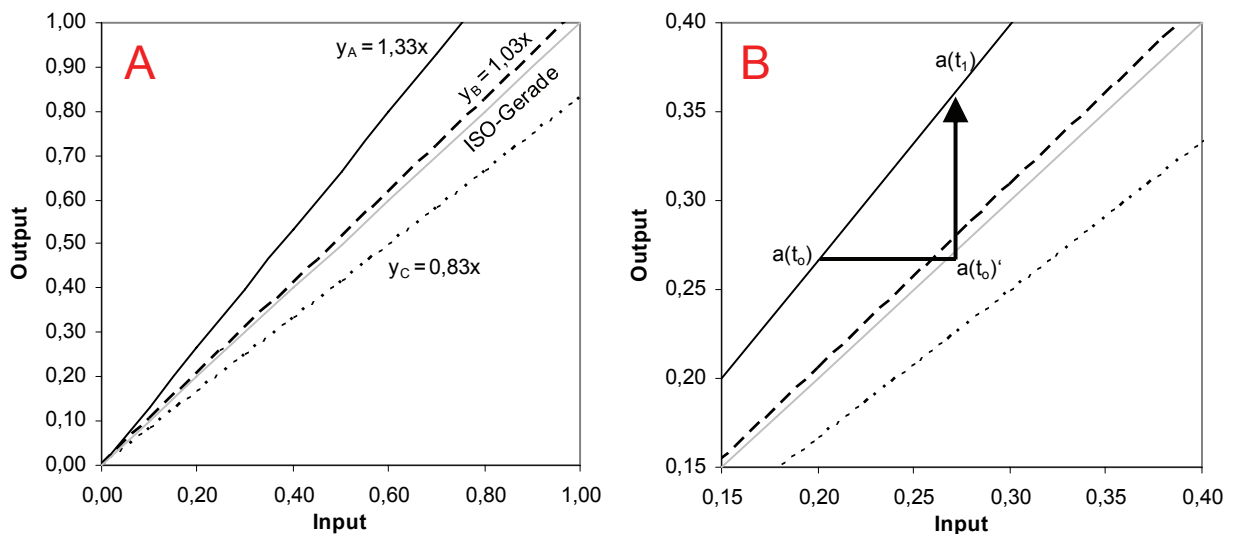 A
1,00
0,90
0,80
0,70
0,60
0,50
0,40
0,30
0,20
0,10
0,00
Output
y_A = 1,33x
y_B = 1,03x
ISO-Gerade
y_C = 0,83x
0,00 0,20 0,40 0,60 0,80 1,00
Input
B
0,40
0,35
0,30
0,25
0,20
0,15
Output
a(t₁)
a(tₒ)
a(tₒ)‘
0,15 0,20 0,25 0,30 0,35 0,40
Input